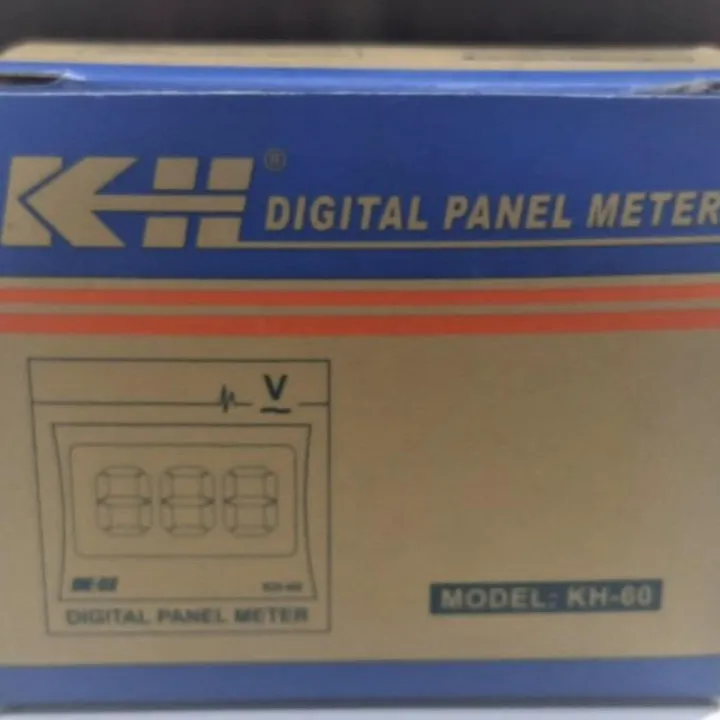 KH®
DIGITAL PANEL METER
V
DIGITAL PANEL METER
MODEL: KH-60